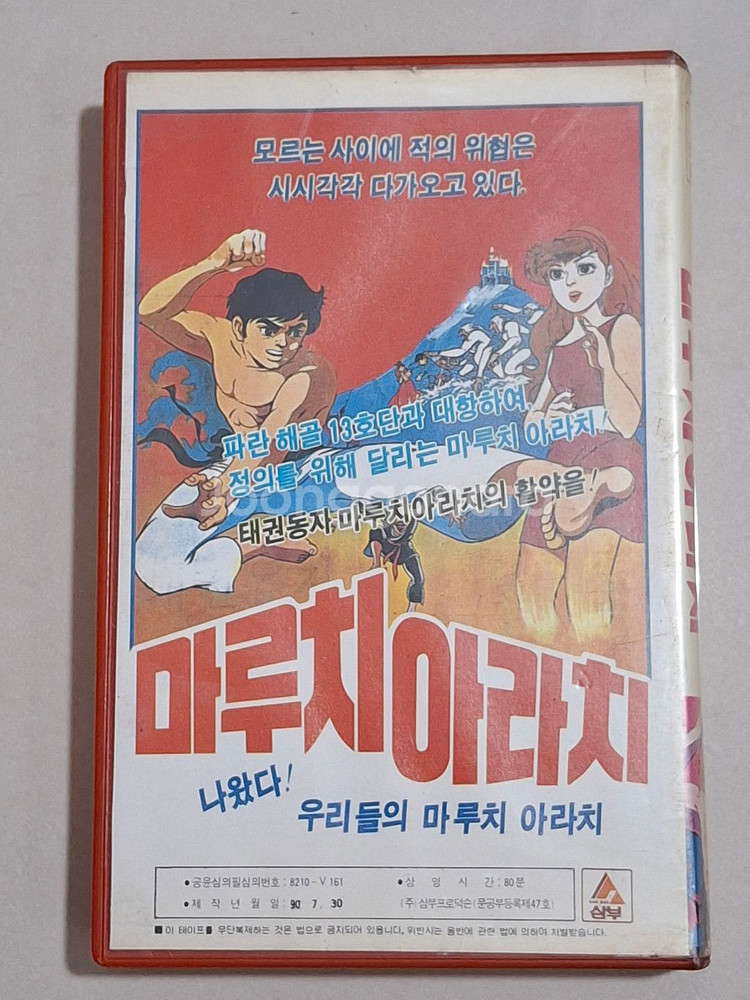 모르는 사이에 적의 위협은
시시각각 다가오고 있다.
파란 해골 13호단과 대항하여,
정의를 위해 달리는 마루치 아라치!
태권동자 마루치아라치의 활약을!
마루치 아라치
나왔다!
우리들의 마루치 아라치
• 공윤심의필심의번호 : 8210-V 161
• 상 영 시 간 : 80분
• 제 작 년 월 일 : 90 7. 30
(주) 삼부프로덕슨 (문공부등록제47호)
삼부
■ 이 테이프를 무단복제하는 것은 법으로 금지되어 있읍니다. 위반시는 음반에 관한 법에 의하여 처벌받습니다.